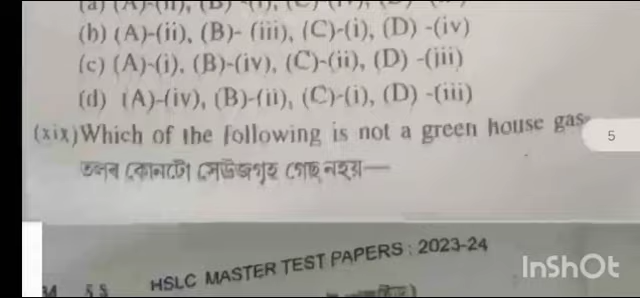 (b) (A)-(ii), (B)- (iii), (C)-(i), (D) -(iv)
(c) (A)-(i), (B)-(iv), (C)-(ii), (D) -(iii)
(d) (A)-(iv), (B)-(ii), (C)-(i), (D) -(iii)
(xix) Which of the following is not a green house gas-
তলৰ কোনটো সেউজগৃহ গেছ নহয়—
5
HSLC MASTER TEST PAPERS : 2023-24
InShOt